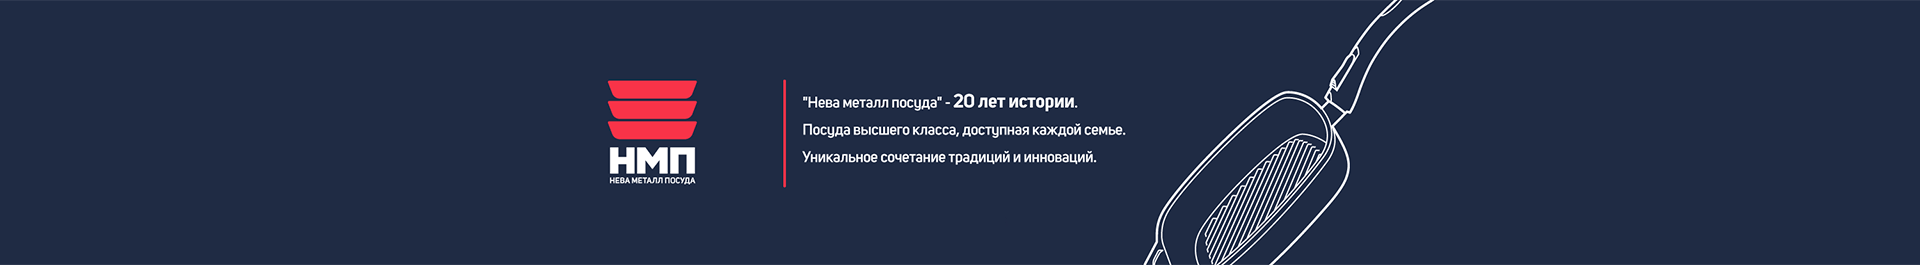 НМП
НЕВА МЕТАЛЛ ПОСУДА
"Нева металл посуда" - 20 лет истории.
Посуда высшего класса, доступная каждой семье.
Уникальное сочетание традиций и инноваций.